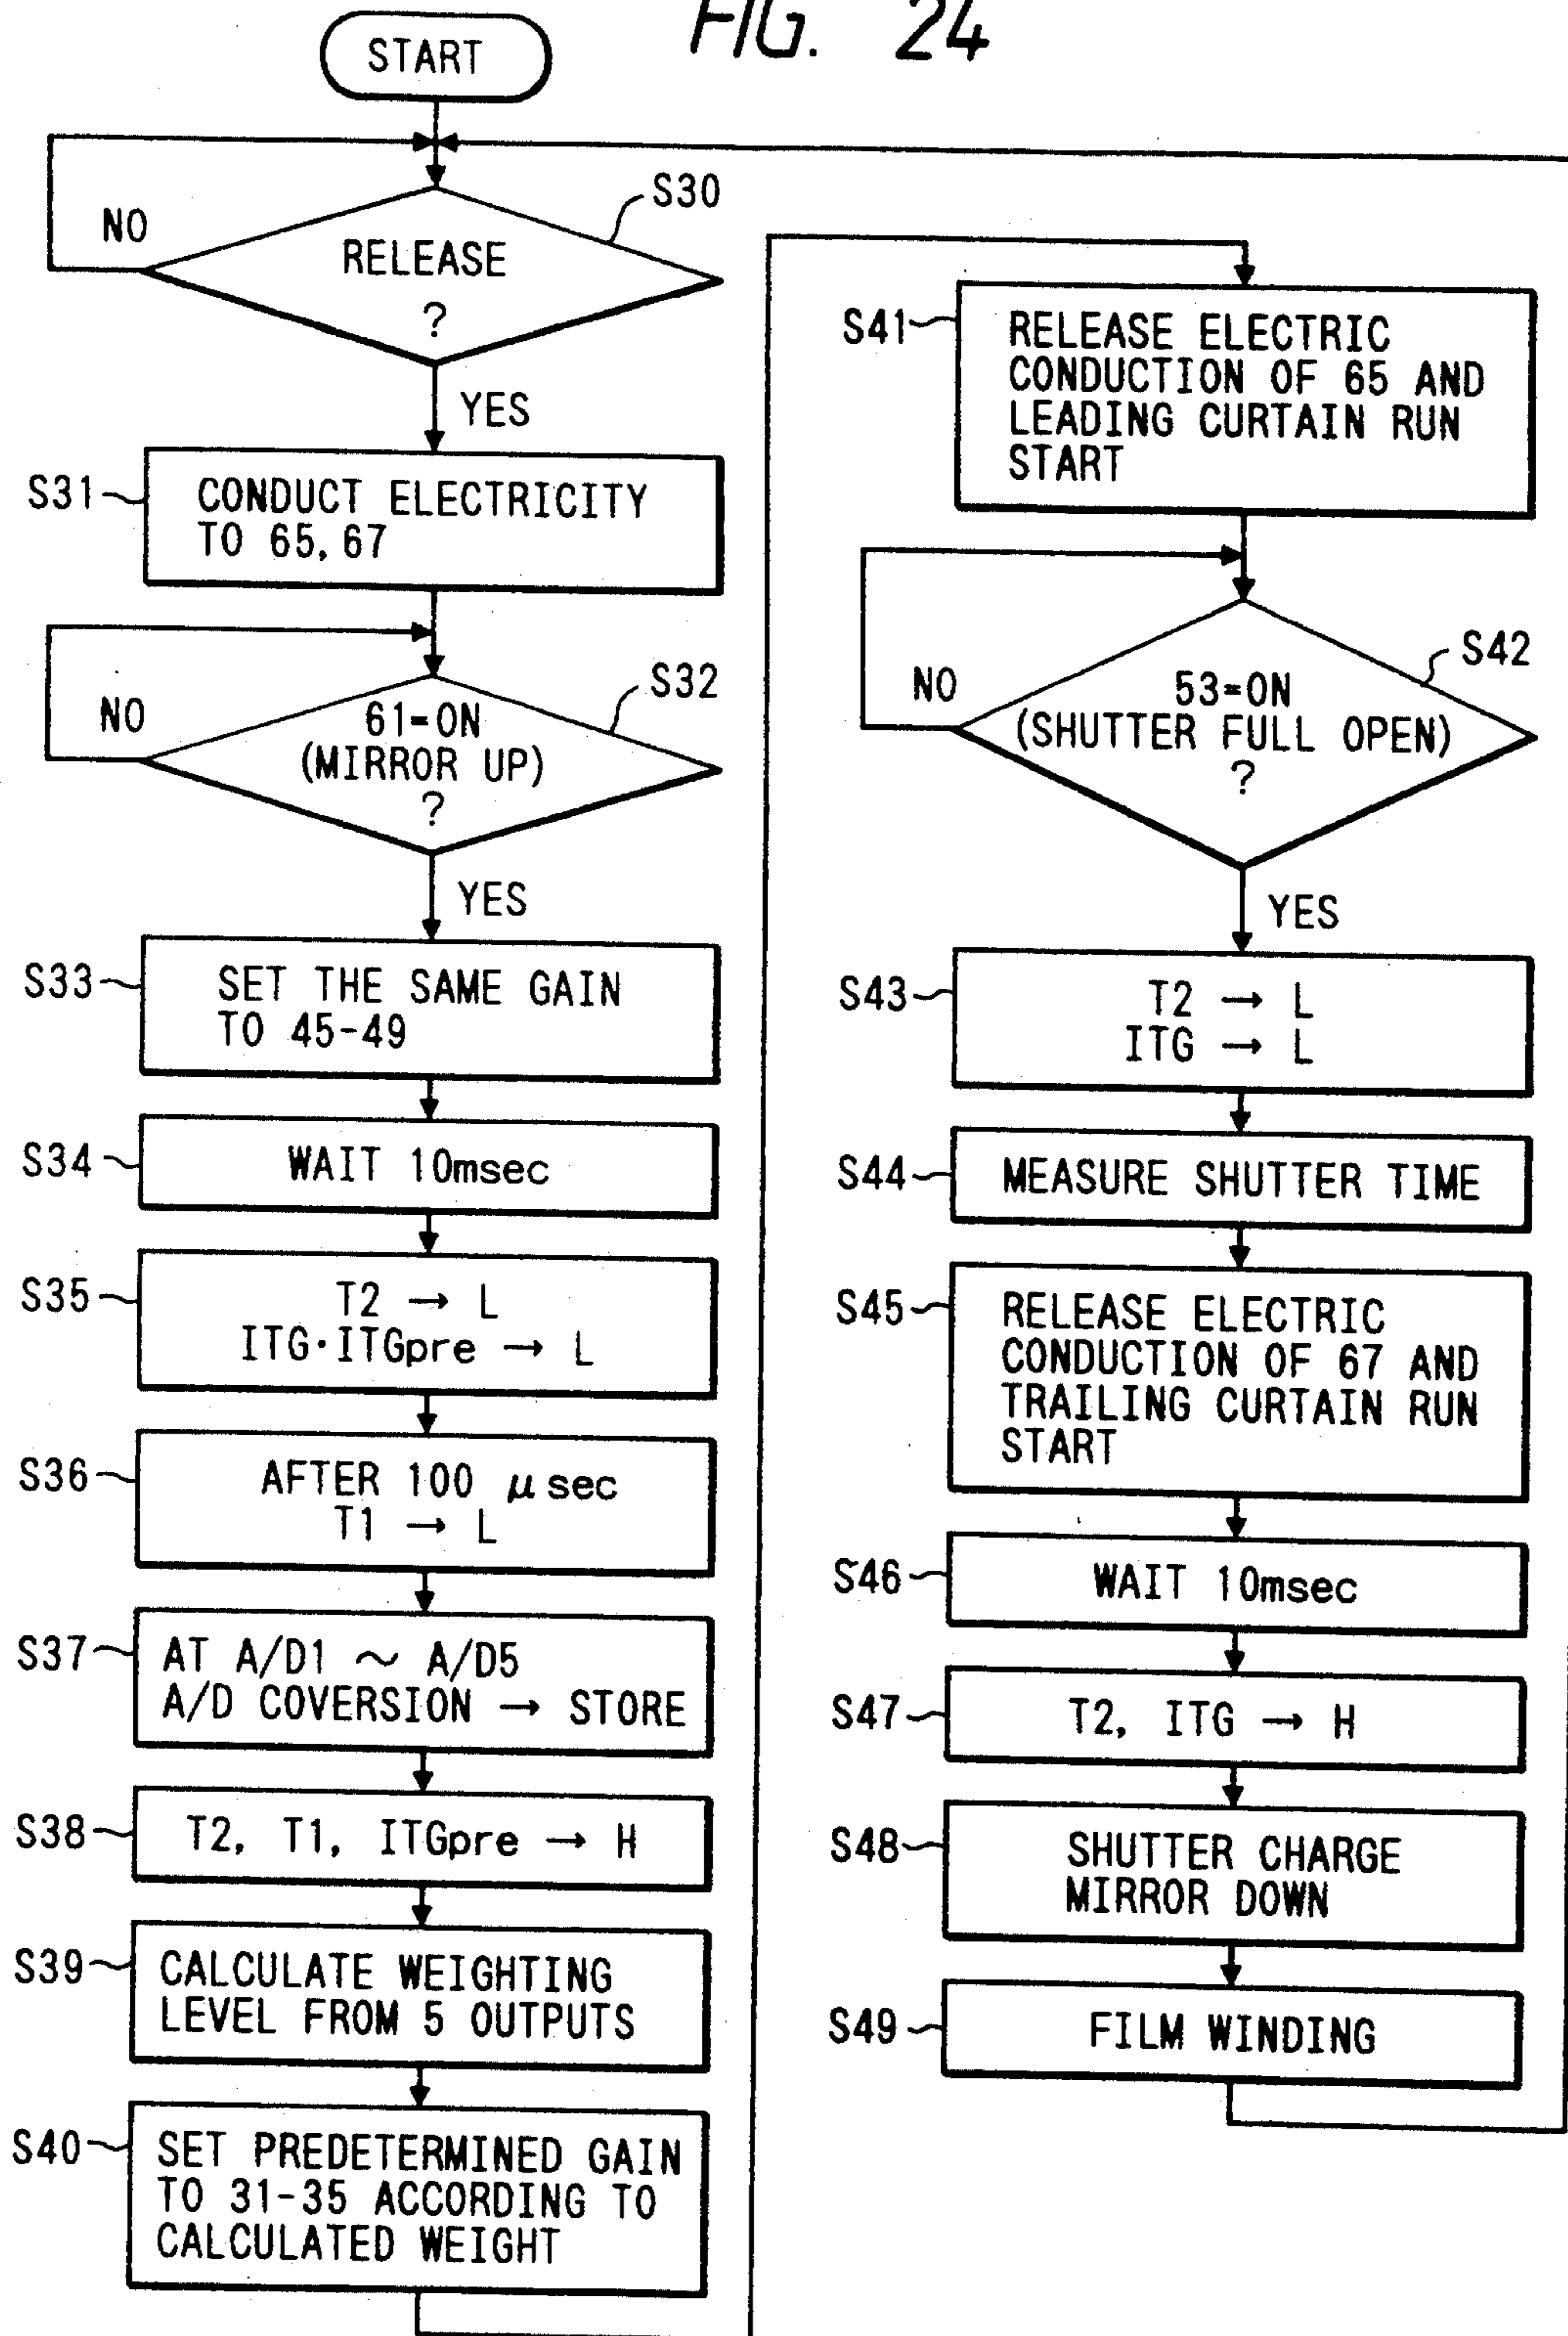 FIG. 24
START
S30
NO
RELEASE
?
YES
S31
CONDUCT ELECTRICITY
TO 65, 67
S32
NO
61=ON
(MIRROR UP)
?
YES
S33
SET THE SAME GAIN
TO 45-49
S34
WAIT 10msec
S35
T2 → L
ITG·ITGpre → L
S36
AFTER 100 μsec
T1 → L
S37
AT A/D1 ～ A/D5
A/D COVERSION → STORE
S38
T2, T1, ITGpre → H
S39
CALCULATE WEIGHTING
LEVEL FROM 5 OUTPUTS
S40
SET PREDETERMINED GAIN
TO 31-35 ACCORDING TO
CALCULATED WEIGHT
S41
RELEASE ELECTRIC
CONDUCTION OF 65 AND
LEADING CURTAIN RUN
START
S42
NO
53=ON
(SHUTTER FULL OPEN)
?
YES
S43
T2 → L
ITG → L
S44
MEASURE SHUTTER TIME
S45
RELEASE ELECTRIC
CONDUCTION OF 67 AND
TRAILING CURTAIN RUN
START
S46
WAIT 10msec
S47
T2, ITG → H
S48
SHUTTER CHARGE
MIRROR DOWN
S49
FILM WINDING